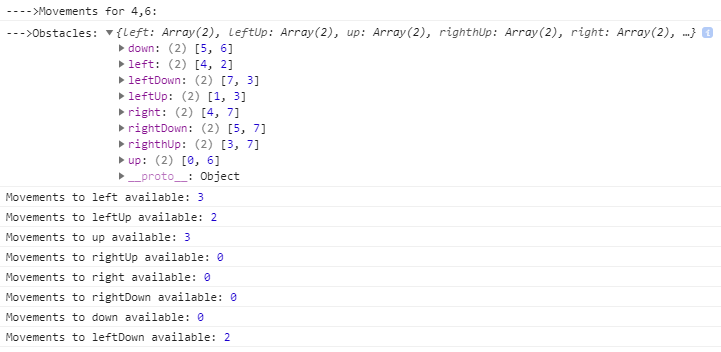 ---->Movements for 4,6:
--->Obstacles: ▼{left: Array(2), leftUp: Array(2), up: Array(2), righthUp: Array(2), right: Array(2), …} i
▶down: (2) [5, 6]
▶left: (2) [4, 2]
▶leftDown: (2) [7, 3]
▶leftUp: (2) [1, 3]
▶right: (2) [4, 7]
▶rightDown: (2) [5, 7]
▶righthUp: (2) [3, 7]
▶up: (2) [0, 6]
▶__proto__: Object
Movements to left available: 3
Movements to leftUp available: 2
Movements to up available: 3
Movements to rightUp available: 0
Movements to right available: 0
Movements to rightDown available: 0
Movements to down available: 0
Movements to leftDown available: 2